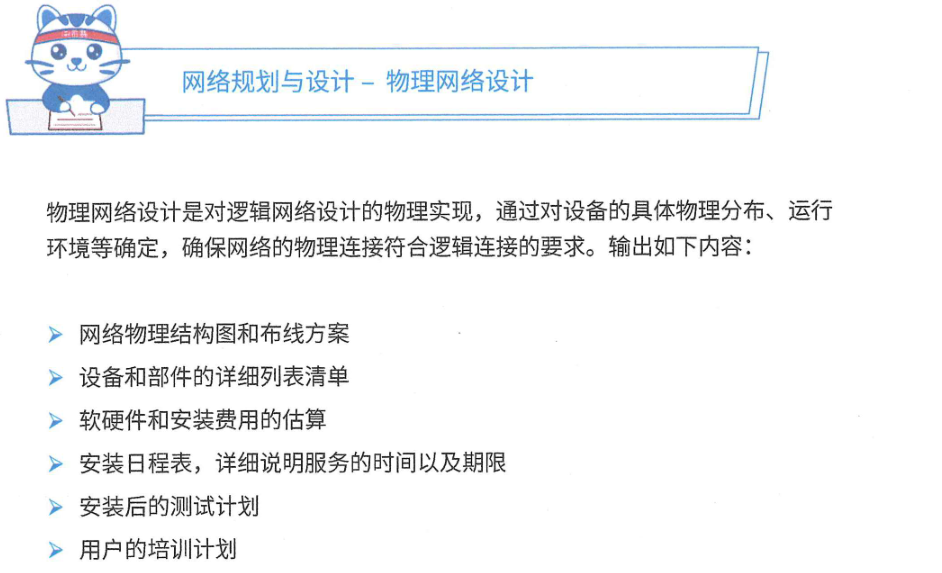 网络规划与设计 – 物理网络设计
物理网络设计是对逻辑网络设计的物理实现，通过对设备的具体物理分布、运行
环境等确定，确保网络的物理连接符合逻辑连接的要求。输出如下内容：
网络物理结构图和布线方案
设备和部件的详细列表清单
软硬件和安装费用的估算
安装日程表，详细说明服务的时间以及期限
安装后的测试计划
用户的培训计划